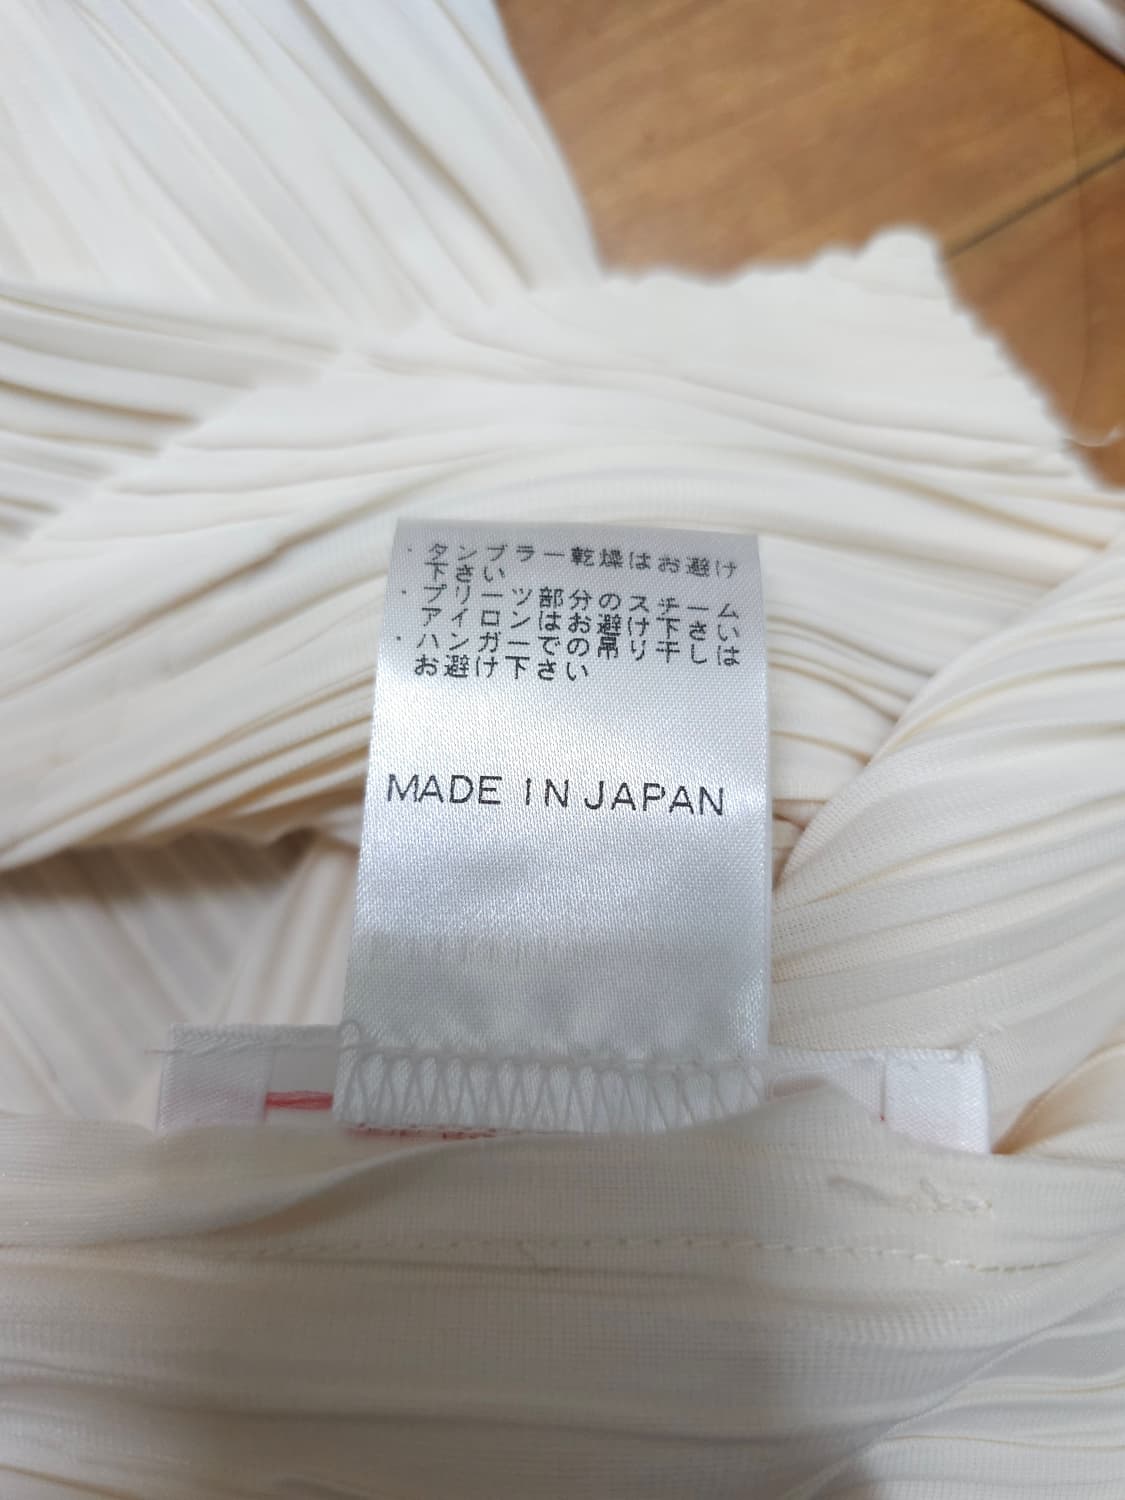 ・タンブラー乾燥はお避け
下さい
・プリーツ部分のスチーム
アイロンはお避け下さい
・ハンガーでの吊り干しは
お避け下さい
MADE IN JAPAN